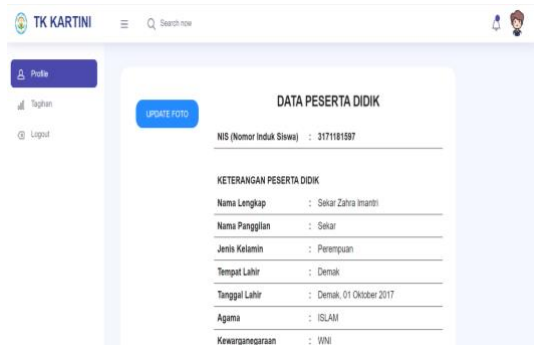 TK KARTINI
Search now
Profile
Tagihan
Logout
UPDATE FOTO
DATA PESERTA DIDIK
NIS (Nomor Induk Siswa) : 3171181597
KETERANGAN PESERTA DIDIK
Nama Lengkap : Sekar Zahra Imantri
Nama Panggilan : Sekar
Jenis Kelamin : Perempuan
Tempat Lahir : Demak
Tanggal Lahir : Demak, 01 Oktober 2017
Agama : ISLAM
Kewarganegaraan : WNI